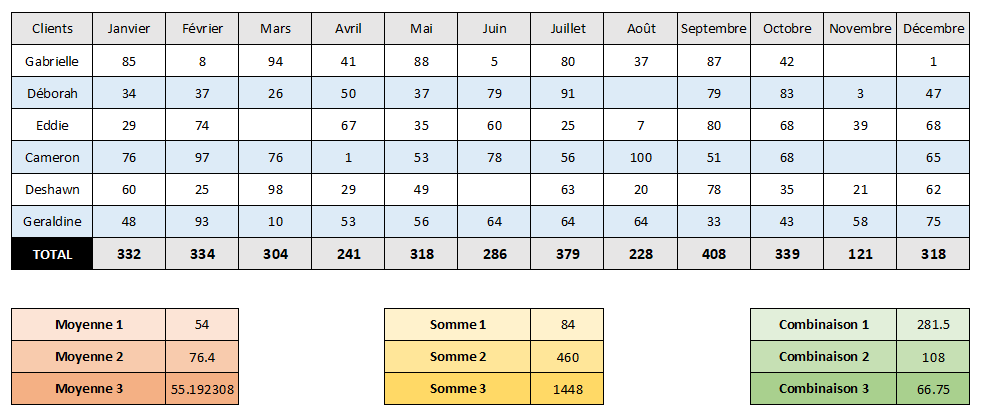 Clients Janvier Février Mars Avril Mai Juin Juillet Août Septembre Octobre Novembre Décembre
Gabrielle 85 8 94 41 88 5 80 37 87 42 1
Déborah 34 37 26 50 37 79 91 79 83 3 47
Eddie 29 74 67 35 60 25 7 80 68 39 68
Cameron 76 97 76 1 53 78 56 100 51 68 65
Deshawn 60 25 98 29 49 63 20 78 35 21 62
Geraldine 48 93 10 53 56 64 64 64 33 43 58 75
TOTAL 332 334 304 241 318 286 379 228 408 339 121 318
Moyenne 1 54 Somme 1 84 Combinaison 1 281.5
Moyenne 2 76.4 Somme 2 460 Combinaison 2 108
Moyenne 3 55.192308 Somme 3 1448 Combinaison 3 66.75